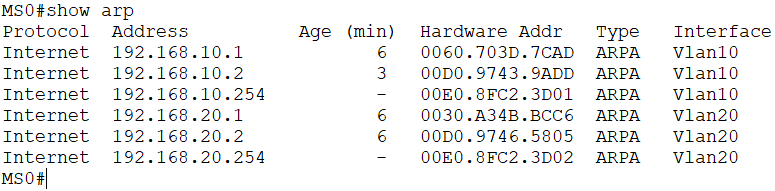 MS0#show arp
Protocol  Address          Age (min)  Hardware Addr   Type   Interface
Internet  192.168.10.1            6   0060.703D.7CAD  ARPA   Vlan10
Internet  192.168.10.2            3   00D0.9743.9ADD  ARPA   Vlan10
Internet  192.168.10.254          -   00E0.8FC2.3D01  ARPA   Vlan10
Internet  192.168.20.1            6   0030.A34B.BCC6  ARPA   Vlan20
Internet  192.168.20.2            6   00D0.9746.5805  ARPA   Vlan20
Internet  192.168.20.254          -   00E0.8FC2.3D02  ARPA   Vlan20
MS0#